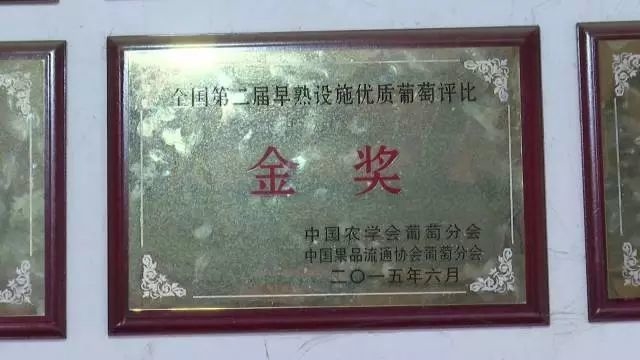 全国第二届早熟设施优质葡萄评比
金奖
中国农学会葡萄分会
中国果品流通协会葡萄分会
二〇一五年六月